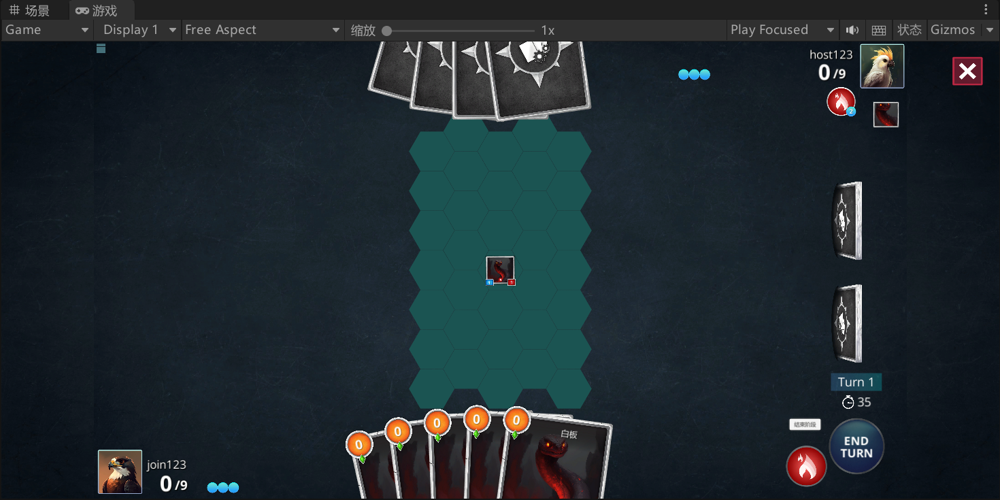 场景
游戏
Game
Display 1
Free Aspect
缩放
1x
Play Focused
状态
Gizmos
host123
0/9
2
Turn 1
35
结束阶段
END
TURN
0
0
0
0
0
白板
join123
0/9